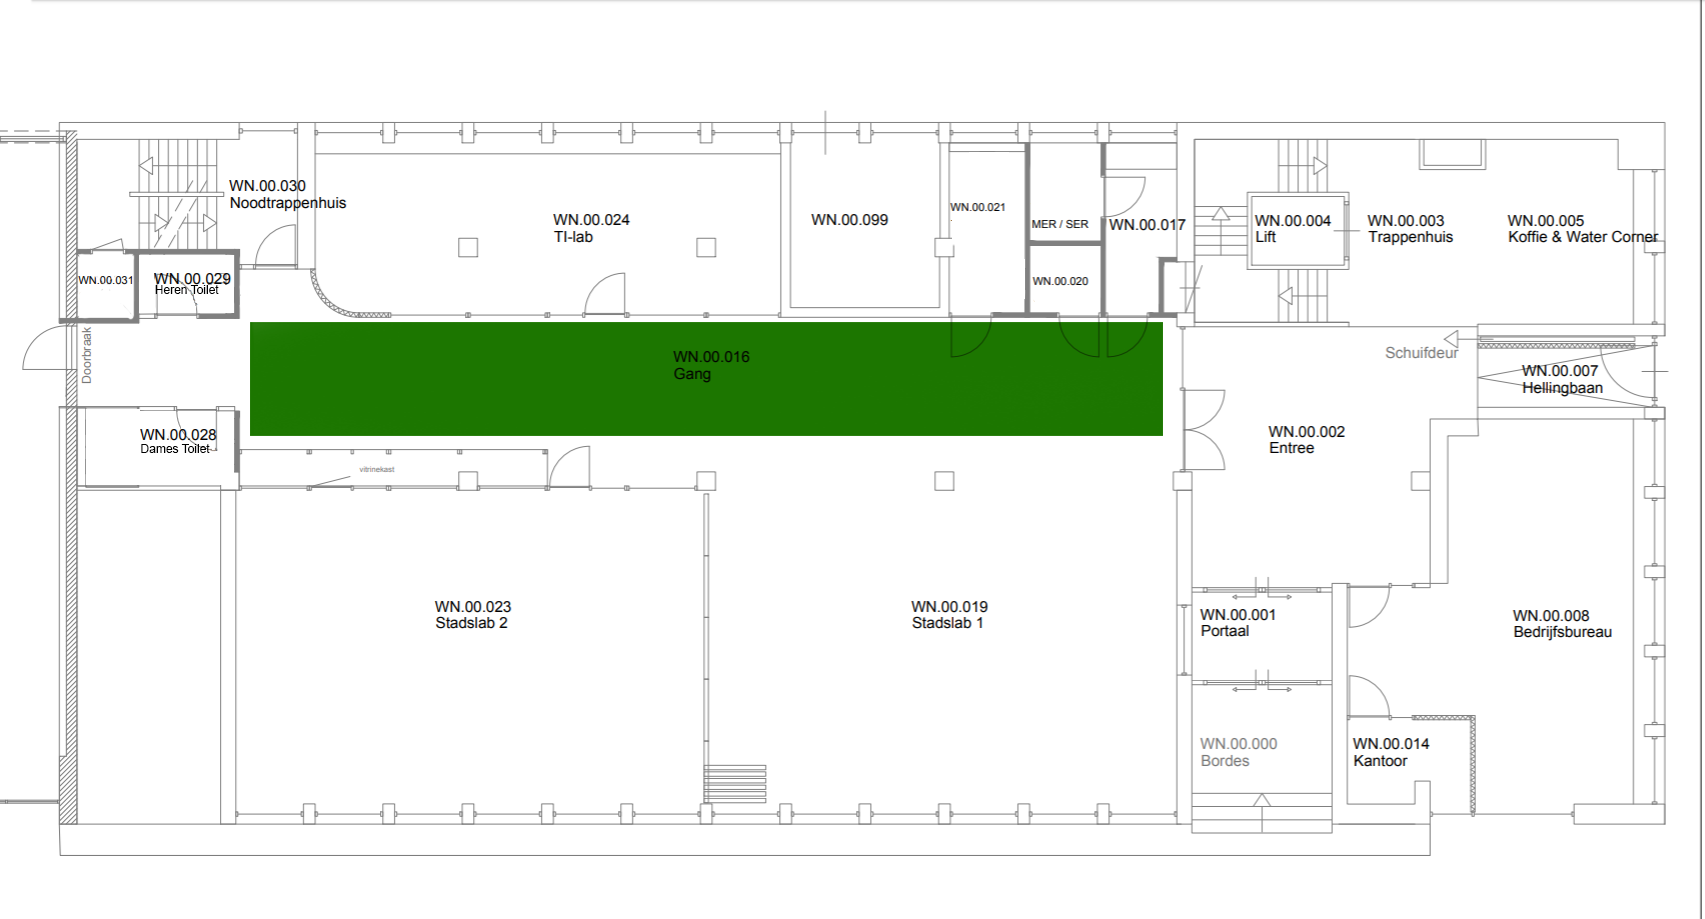 WN.00.030
Noodtrappenhuis
WN.00.024
TI-lab
WN.00.099
WN.00.021
MER / SER
WN.00.017
WN.00.004
Lift
WN.00.003
Trappenhuis
WN.00.005
Koffie & Water Corner
WN.00.031
WN.00.029
Heren Toilet
WN.00.020
Doorbraak
WN.00.016
Gang
Schuifdeur
WN.00.007
Hellingbaan
WN.00.028
Dames Toilet
vitrinekast
WN.00.002
Entree
WN.00.023
Stadslab 2
WN.00.019
Stadslab 1
WN.00.001
Portaal
WN.00.008
Bedrijfsbureau
WN.00.000
Bordes
WN.00.014
Kantoor